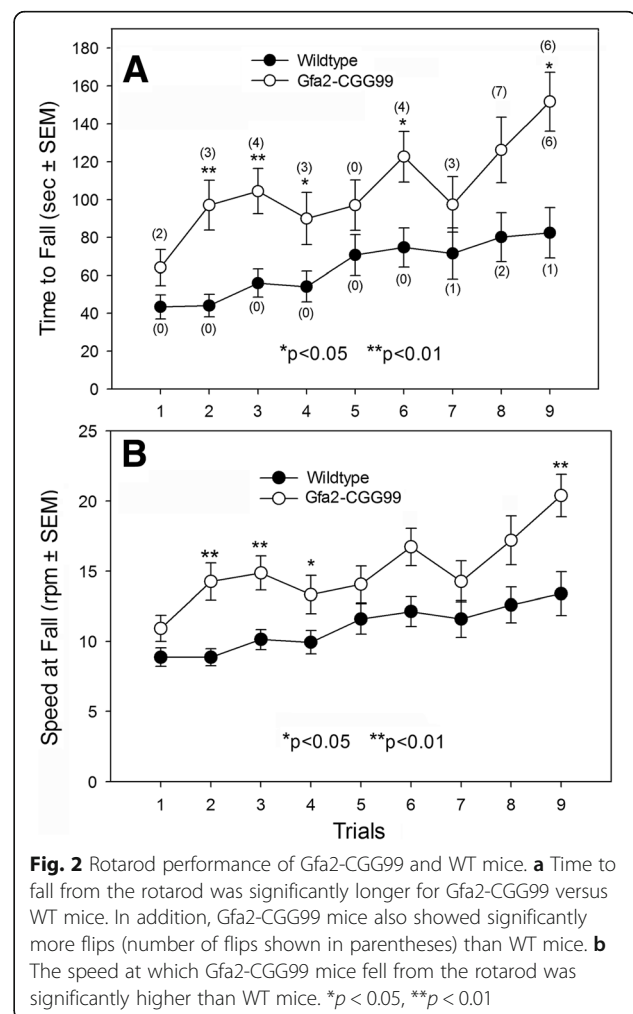 A
Wildtype
Gfa2-CGG99
Time to Fall (sec ± SEM)
180
160
140
120
100
80
60
40
20
0
(2)
(3)
**
(4)
**
(3)
*
(0)
(4)
*
(3)
(7)
(6)
*
(6)
(0)
(0)
(0)
(0)
(0)
(0)
(1)
(2)
(1)
*p<0.05 **p<0.01
1 2 3 4 5 6 7 8 9
B
Wildtype
Gfa2-CGG99
Speed at Fall (rpm ± SEM)
25
20
15
10
5
0
**
**
*
**
*p<0.05 **p<0.01
1 2 3 4 5 6 7 8 9
Trials
Fig. 2 Rotarod performance of Gfa2-CGG99 and WT mice. a Time to
fall from the rotarod was significantly longer for Gfa2-CGG99 versus
WT mice. In addition, Gfa2-CGG99 mice also showed significantly
more flips (number of flips shown in parentheses) than WT mice. b
The speed at which Gfa2-CGG99 mice fell from the rotarod was
significantly higher than WT mice. *p < 0.05, **p < 0.01